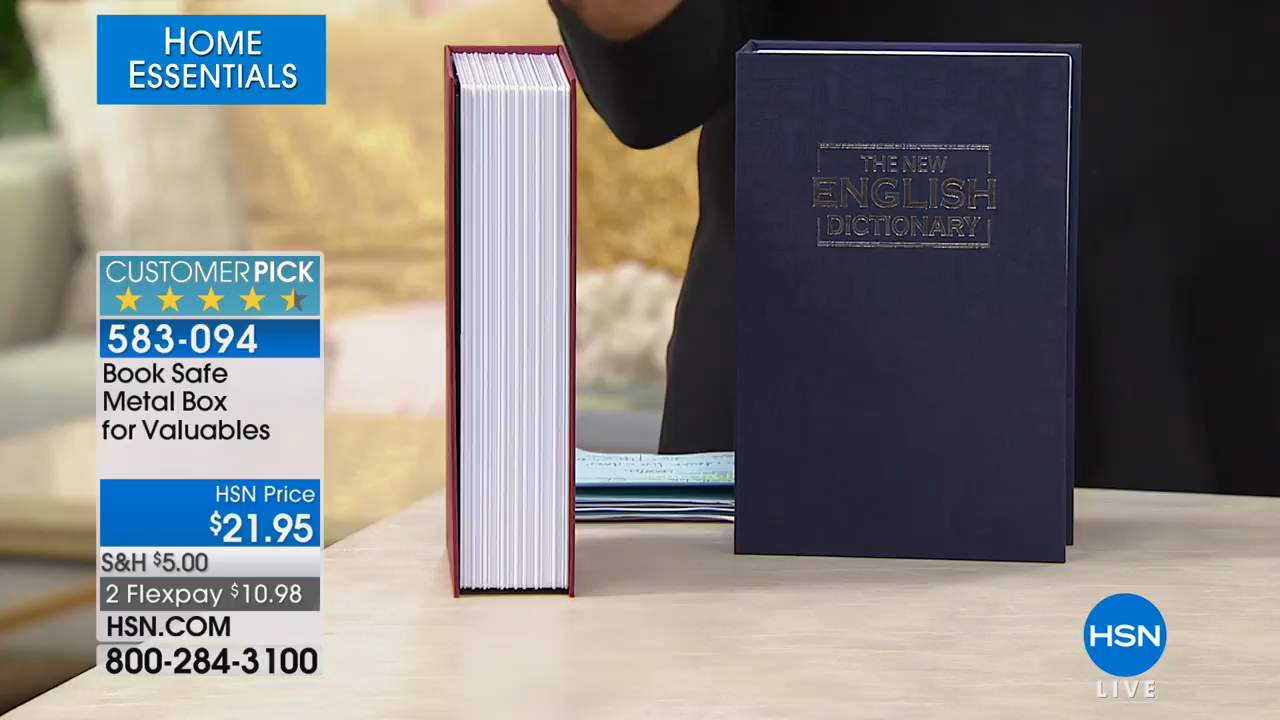 HOME
ESSENTIALS
CUSTOMER PICK
583-094
Book Safe
Metal Box
for Valuables
HSN Price
$21.95
S&H $5.00
2 Flexpay $10.98
HSN.COM
800-284-3100
THE NEW
ENGLISH
DICTIONARY
HSN
LIVE